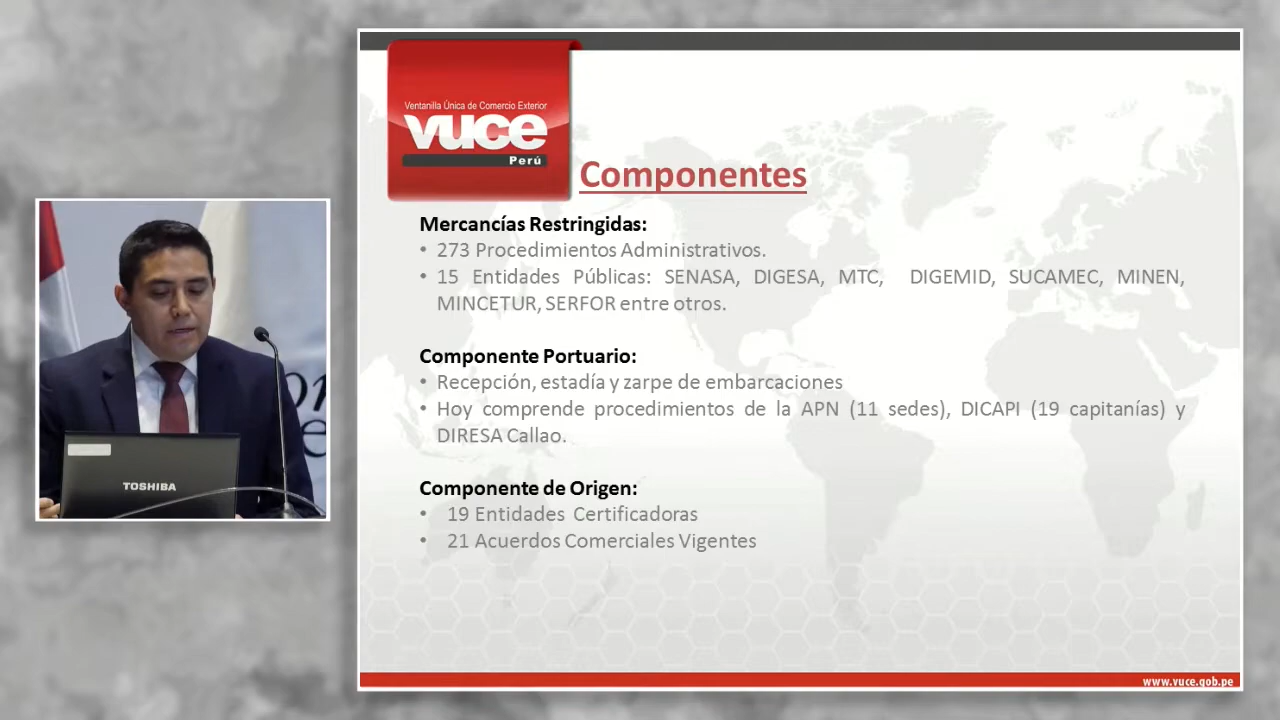 Ventanilla Única de Comercio Exterior
vuce
Perú
Componentes
Mercancías Restringidas:
• 273 Procedimientos Administrativos.
• 15 Entidades Públicas: SENASA, DIGESA, MTC, DIGEMID, SUCAMEC, MINEN,
MINCETUR, SERFOR entre otros.
Componente Portuario:
• Recepción, estadía y zarpe de embarcaciones
• Hoy comprende procedimientos de la APN (11 sedes), DICAPI (19 capitanías) y
DIRESA Callao.
Componente de Origen:
• 19 Entidades Certificadoras
• 21 Acuerdos Comerciales Vigentes
www.vuce.gob.pe
TOSHIBA